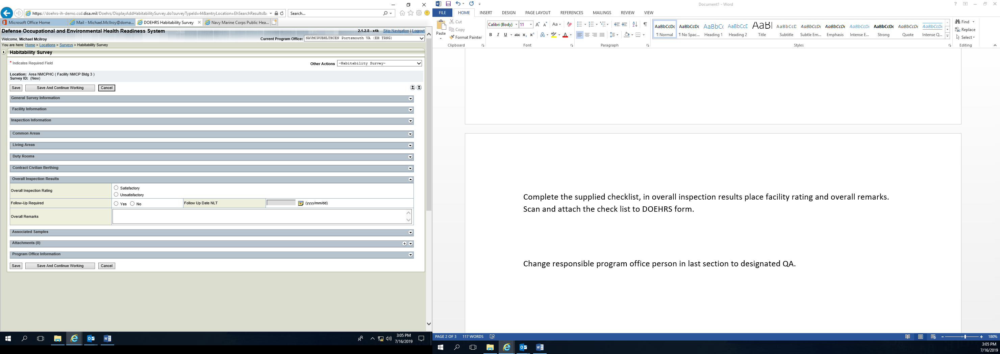 https://doehrs-ih-demo.csd.disa.mil/Doehrs/DisplayAddHabitabilitySurvey.do?surveyTypeId=44&entryLocation=EhSearchResults&
Search...
Microsoft Office Home
Mail - Michael.McIlroy@doma...
DOEHRS Habitability Survey
Navy Marine Corps Public Hea...
Defense Occupational and Environmental Health Readiness System
2.1.2.8 - x4k Skip Navigation | Logout
Welcome, Michael Mcilroy
Current Program Office: NAVMCPUBHLTHCEN Portsmouth VA (EH TRNG)
You are here: Home > Locations > Surveys > Habitability Survey
Habitability Survey
* Indicates Required Field
Other Actions -Habitability Survey-
Location: Area NMCPHC ( Facility NMCP Bldg 3 )
Survey ID: (New)
Save Save And Continue Working Cancel
General Survey Information
Facility Information
Inspection Information
Common Areas
Living Areas
Duty Rooms
Contract Civilian Berthing
Overall Inspection Results
Overall Inspection Rating
Satisfactory
Unsatisfactory
Follow-Up Required Yes No Follow Up Date NLT (yyyy/mm/dd)
Overall Remarks
Associated Samples
Attachments (0)
Program Office Information
Save Save And Continue Working Cancel
3:05 PM
7/16/2019
Document1 - Word
FILE HOME INSERT DESIGN PAGE LAYOUT REFERENCES MAILINGS REVIEW VIEW
Paste
Cut
Copy
Format Painter
Clipboard
Calibri (Body) 11
Font
Paragraph
AaBbCcDc AaBbCcDc AaBbC( AaBbCcE AaBl AaBbCcD AaBbCcDt AaBbCcDt AaBbCcDt AaBbCcDc AaBbCcDt AaBbCcDt
¶ Normal ¶ No Spac... Heading 1 Heading 2 Title Subtitle Subtle Em... Emphasis Intense E... Strong Quote Intense Q...
Styles
Find
Replace
Select
Editing
Complete the supplied checklist, in overall inspection results place facility rating and overall remarks.
Scan and attach the check list to DOEHRS form.
Change responsible program office person in last section to designated QA.
PAGE 2 OF 3 117 WORDS
180%
3:05 PM
7/16/2019